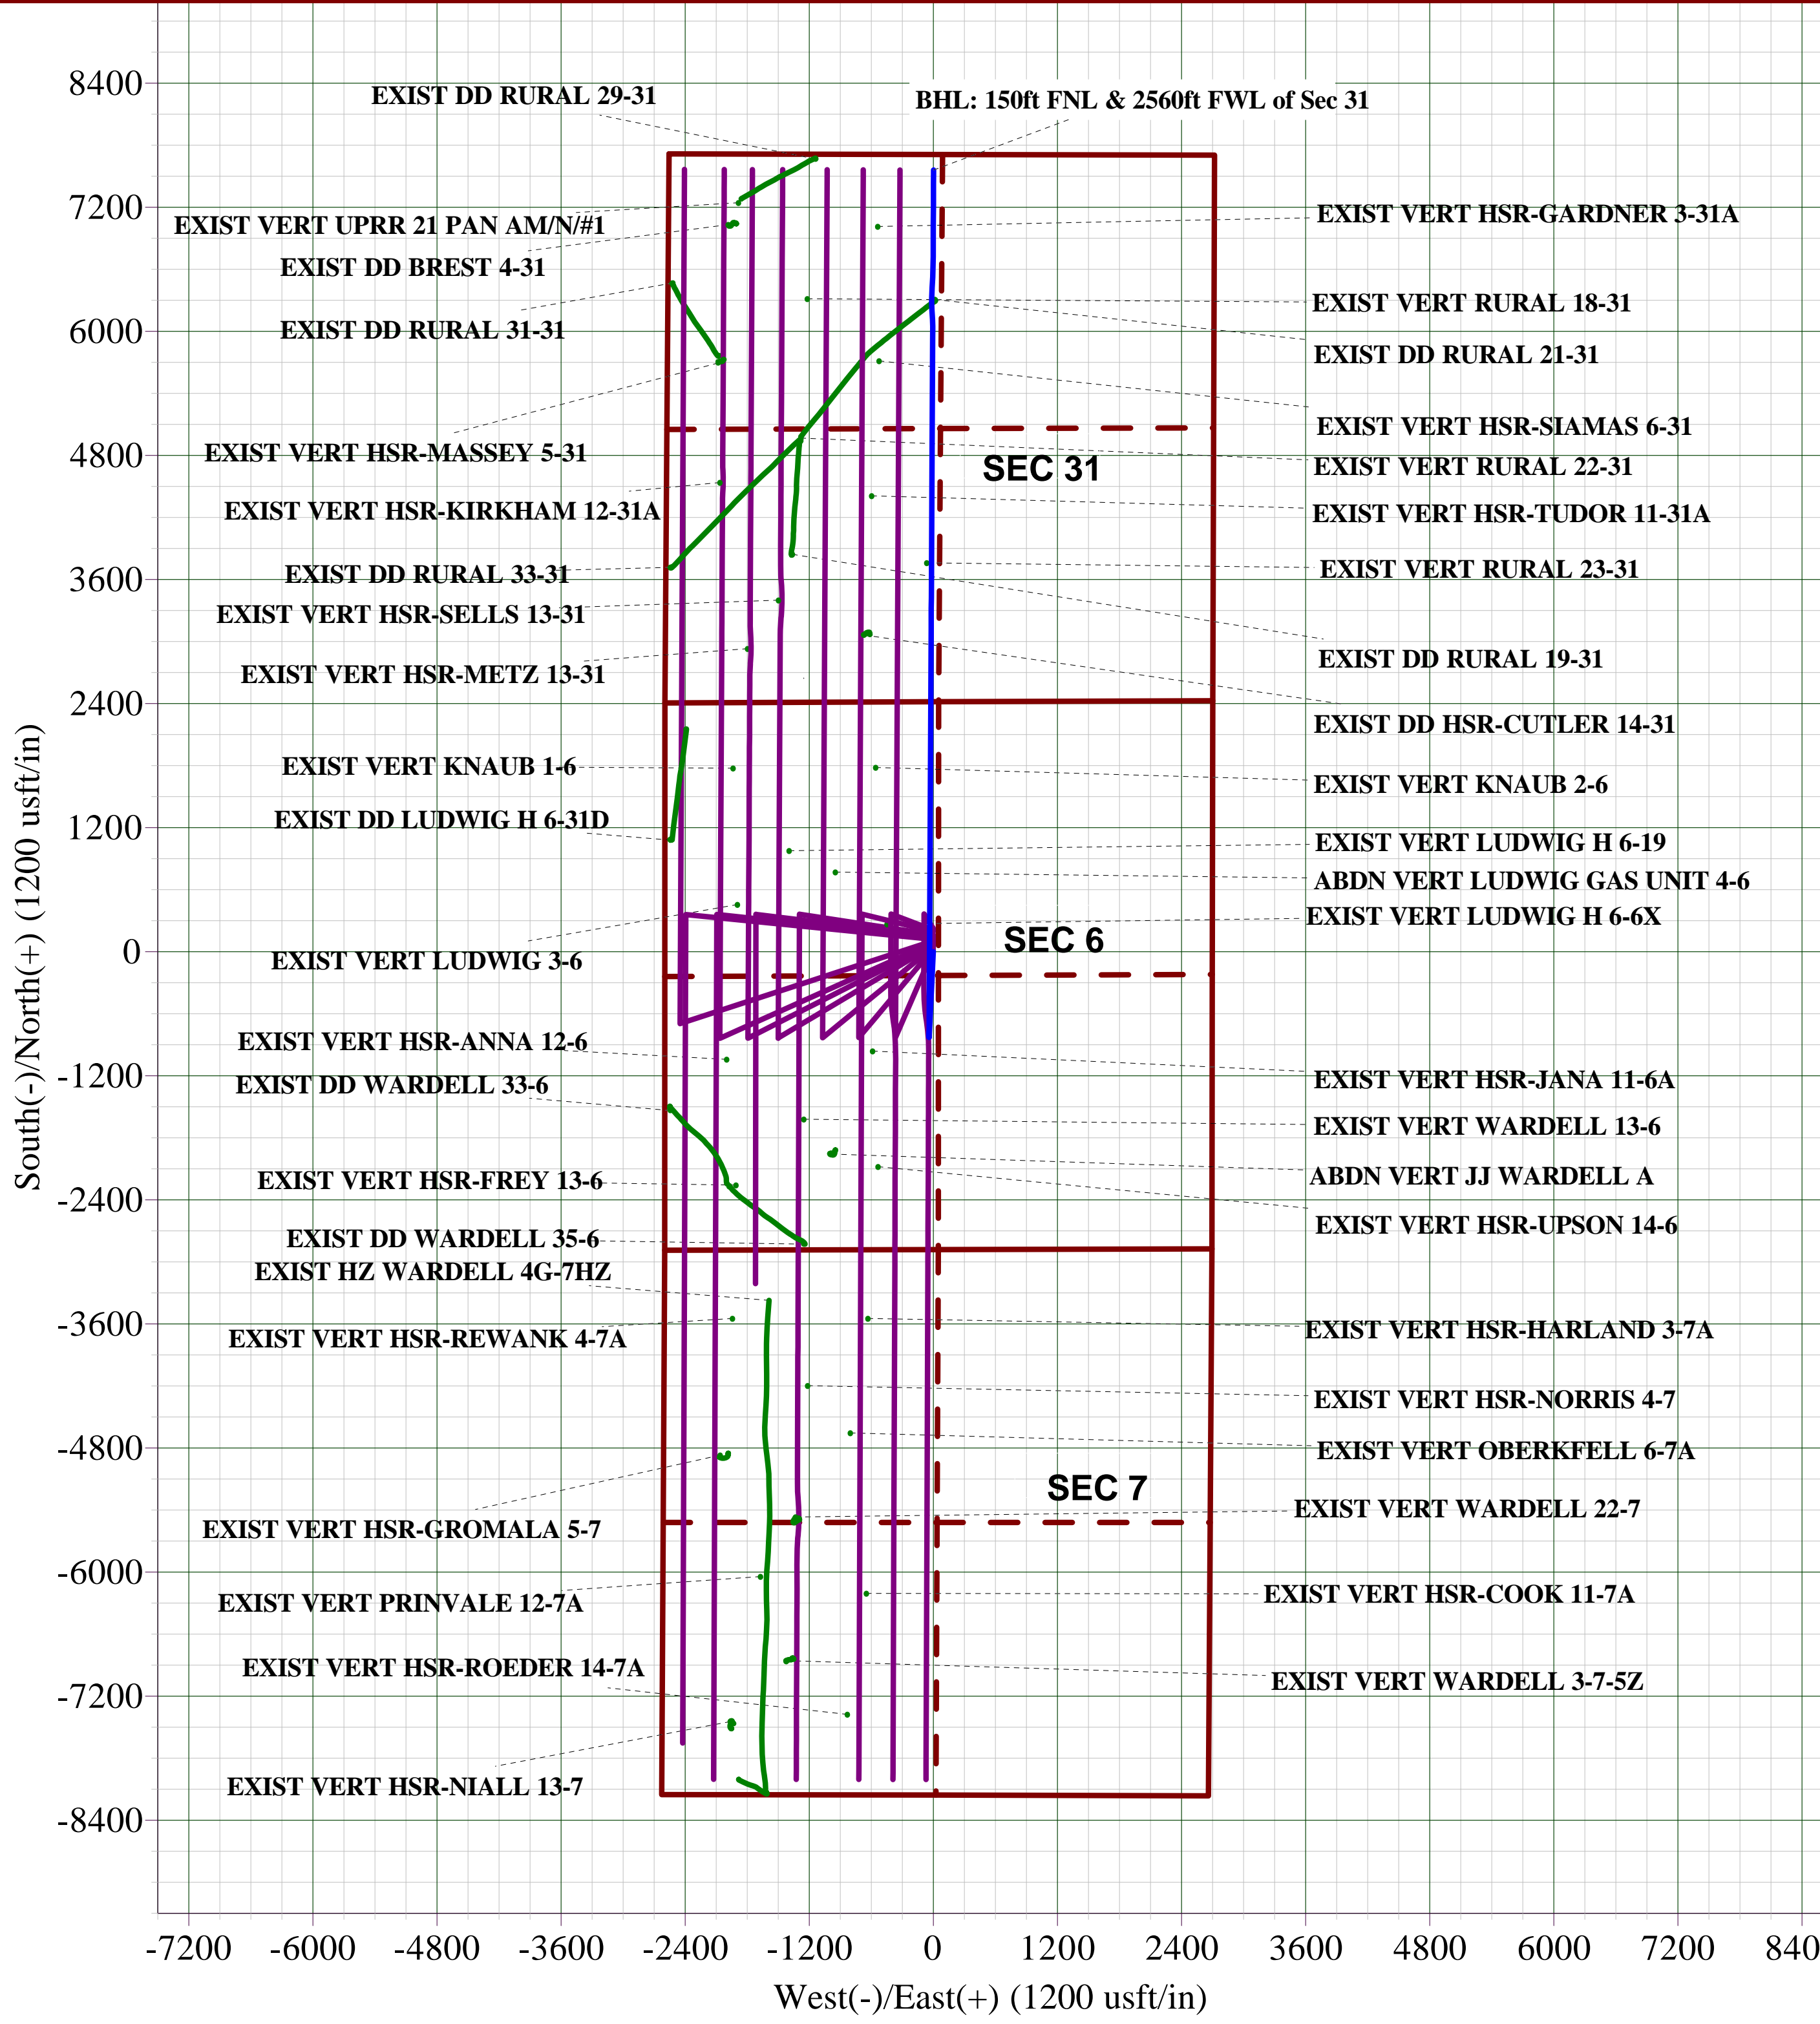 8400
EXIST DD RURAL 29-31
BHL: 150ft FNL & 2560ft FWL of Sec 31
7200
EXIST VERT HSR-GARDNER 3-31A
EXIST VERT UPRR 21 PAN AM/N/#1
EXIST DD BREST 4-31
EXIST VERT RURAL 18-31
6000
EXIST DD RURAL 31-31
EXIST DD RURAL 21-31
EXIST VERT HSR-SIAMAS 6-31
EXIST VERT HSR-MASSEY 5-31
4800
SEC 31
EXIST VERT RURAL 22-31
EXIST VERT HSR-KIRKHAM 12-31A
EXIST VERT HSR-TUDOR 11-31A
EXIST DD RURAL 33-31
EXIST VERT RURAL 23-31
3600
EXIST VERT HSR-SELLS 13-31
EXIST DD RURAL 19-31
EXIST VERT HSR-METZ 13-31
2400
EXIST DD HSR-CUTLER 14-31
EXIST VERT KNAUB 1-6
EXIST VERT KNAUB 2-6
EXIST DD LUDWIG H 6-31D
1200
EXIST VERT LUDWIG H 6-19
ABDN VERT LUDWIG GAS UNIT 4-6
EXIST VERT LUDWIG H 6-6X
SEC 6
0
EXIST VERT LUDWIG 3-6
EXIST VERT HSR-ANNA 12-6
-1200
EXIST DD WARDELL 33-6
EXIST VERT HSR-JANA 11-6A
EXIST VERT WARDELL 13-6
EXIST VERT HSR-FREY 13-6
ABDN VERT JJ WARDELL A
-2400
EXIST VERT HSR-UPSON 14-6
EXIST DD WARDELL 35-6
EXIST HZ WARDELL 4G-7HZ
-3600
EXIST VERT HSR-REWANK 4-7A
EXIST VERT HSR-HARLAND 3-7A
EXIST VERT HSR-NORRIS 4-7
-4800
EXIST VERT OBERKFELL 6-7A
SEC 7
EXIST VERT HSR-GROMALA 5-7
EXIST VERT WARDELL 22-7
-6000
EXIST VERT PRINVALE 12-7A
EXIST VERT HSR-COOK 11-7A
EXIST VERT HSR-ROEDER 14-7A
EXIST VERT WARDELL 3-7-5Z
-7200
EXIST VERT HSR-NIALL 13-7
-8400
South(-)/North(+) (1200 usft/in)
-7200 -6000 -4800 -3600 -2400 -1200 0 1200 2400 3600 4800 6000 7200 840
West(-)/East(+) (1200 usft/in)